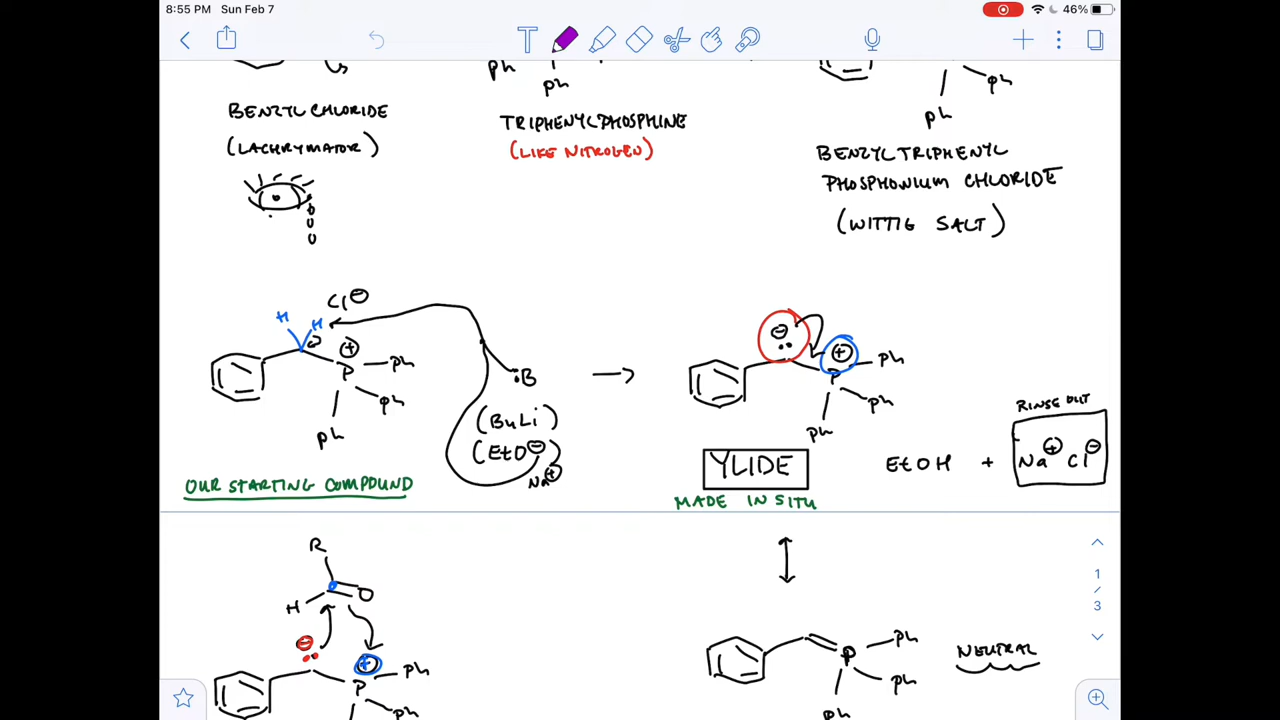 8:55 PM Sun Feb 7
46%
T
Ph
Ph
Ph
Ph
BENZYL CHLORIDE
(LACHRYMATOR)
TRIPHENYLPHOSPHINE
(LIKE NITROGEN)
BENZYLTRIPHENYL
PHOSPHONIUM CHLORIDE
(WITTIG SALT)
Cl⊖
H H
⊕
P Ph
Ph
Ph
:B
(BuLi)
(EtO⊖)
Na⊕
OUR STARTING COMPOUND
⊖
⊕
P Ph
Ph
Ph
YLIDE
MADE IN SITU
EtOH +
RINSE OUT
Na⊕ Cl⊖
R
H O
⊖
⊕
P Ph
Ph
P Ph
Ph
Ph
NEUTRAL
1
/
3